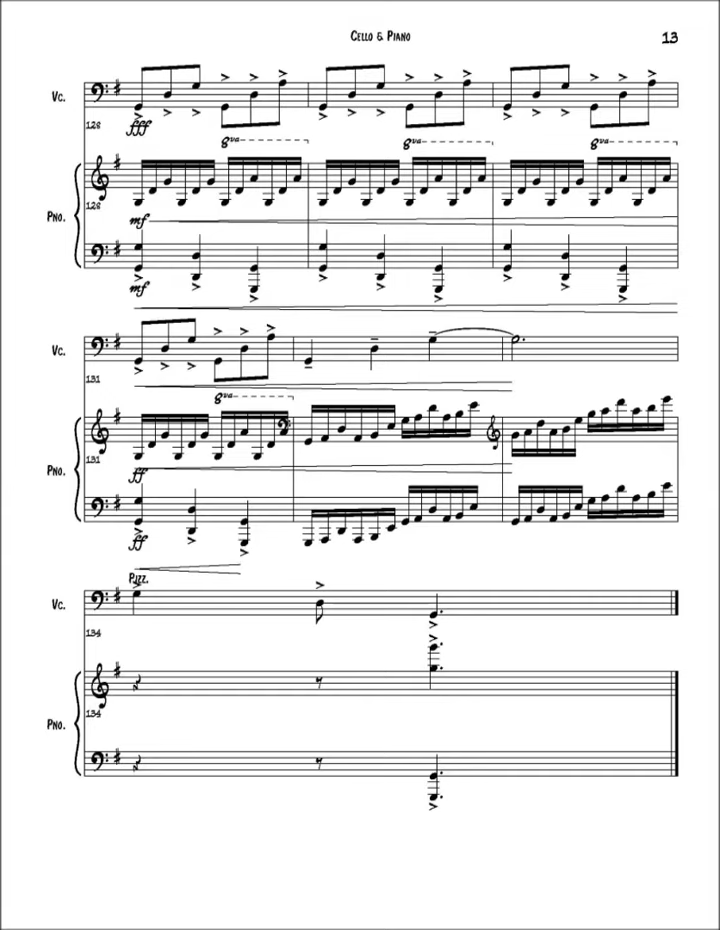 Cello & Piano
13
Vc.
128
fff
8va 8va 8va
128
Pno.
mf
mf
Vc.
131
8va
131
Pno.
ff
ff
Pizz.
Vc.
134
134
Pno.